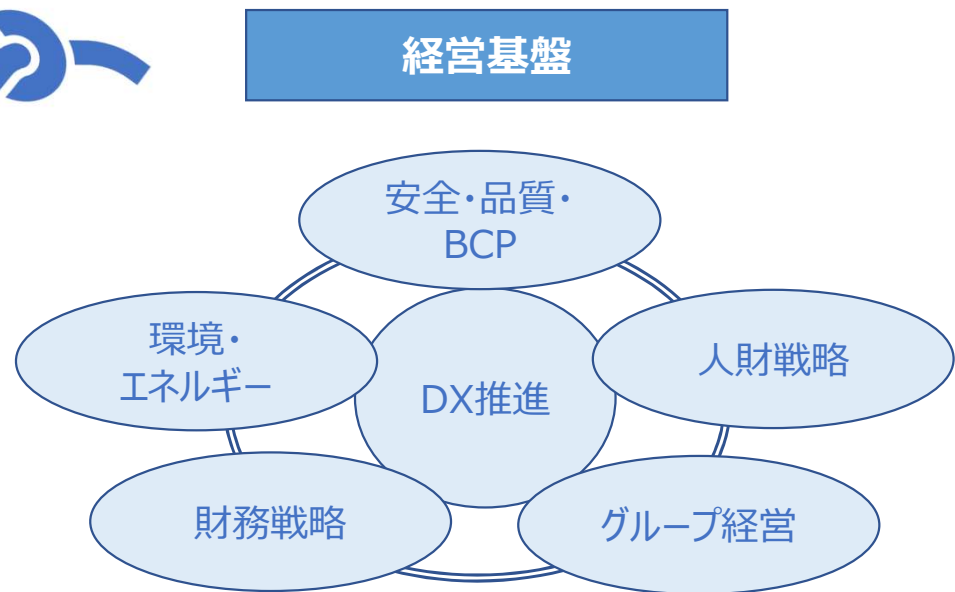 経営基盤
安全・品質・
BCP
環境・
エネルギー
人財戦略
DX推進
財務戦略
グループ経営